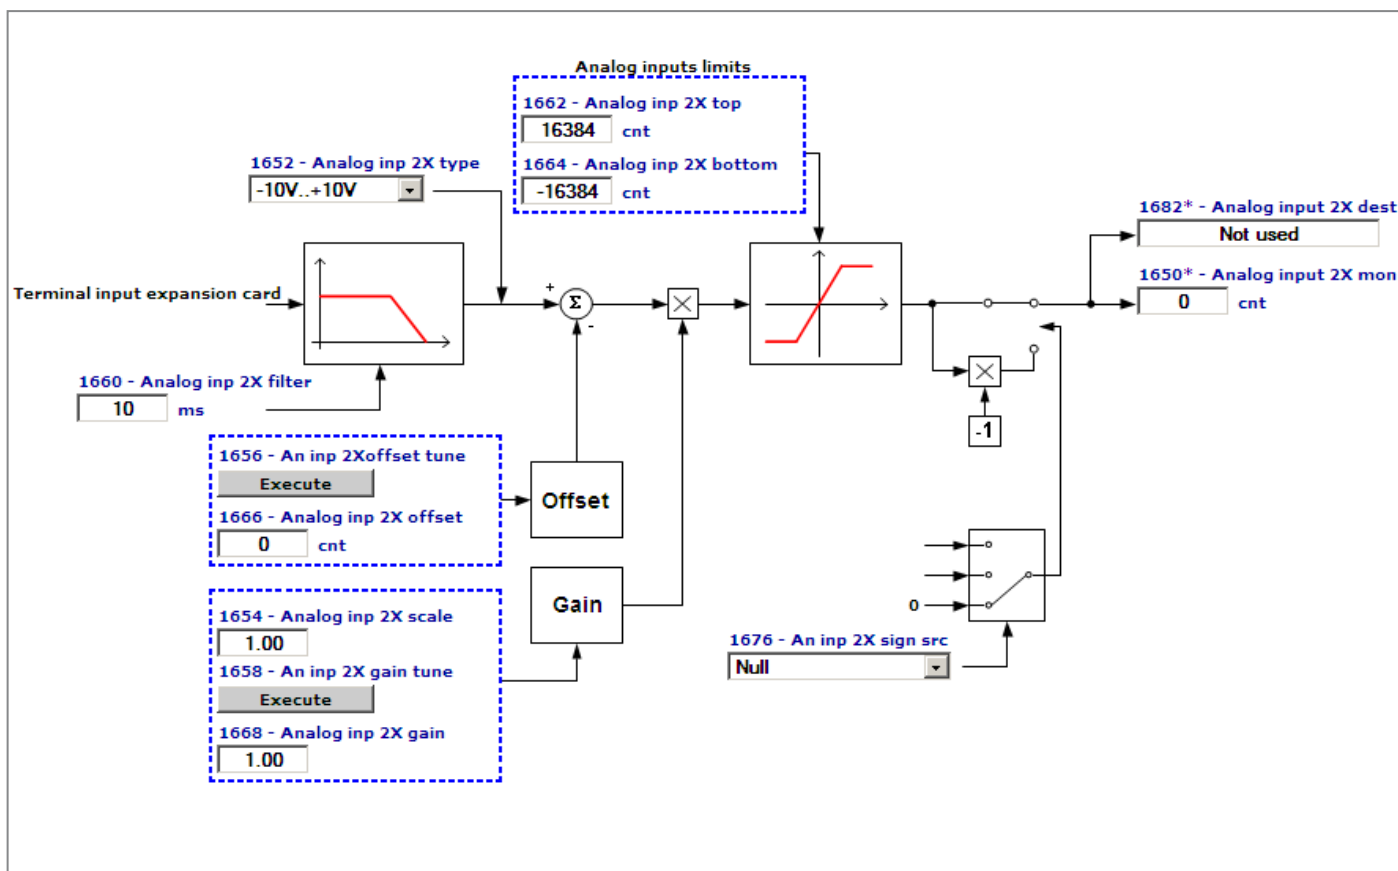 Analog inputs limits
1662 - Analog inp 2X top
16384 cnt
1652 - Analog inp 2X type
-10V..+10V
1664 - Analog inp 2X bottom
-16384 cnt
1682* - Analog input 2X dest
Not used
1650* - Analog input 2X mon
0 cnt
Terminal input expansion card
+
Σ
-
1660 - Analog inp 2X filter
10 ms
-1
1656 - An inp 2Xoffset tune
Execute
Offset
1666 - Analog inp 2X offset
0 cnt
Gain
0
1654 - Analog inp 2X scale
1.00
1676 - An inp 2X sign src
Null
1658 - An inp 2X gain tune
Execute
1668 - Analog inp 2X gain
1.00